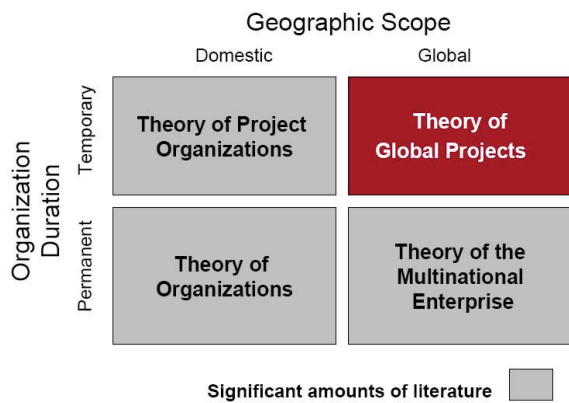 Geographic Scope
Domestic
Global
Organization
Duration
Temporary
Theory of Project
Organizations
Theory of
Global Projects
Permanent
Theory of
Organizations
Theory of the
Multinational
Enterprise
Significant amounts of literature